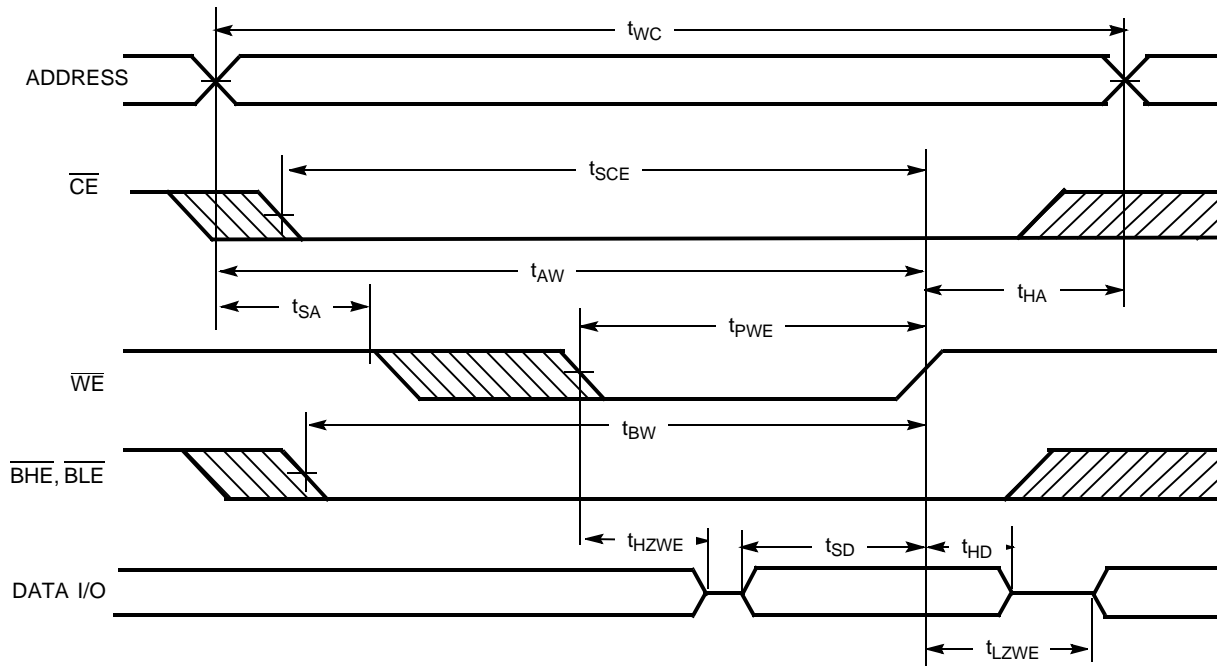 tWC
ADDRESS
tSCE
CE
tAW
tSA
tHA
tPWE
WE
tBW
BHE, BLE
tHZWE
tSD
tHD
DATA I/O
tLZWE